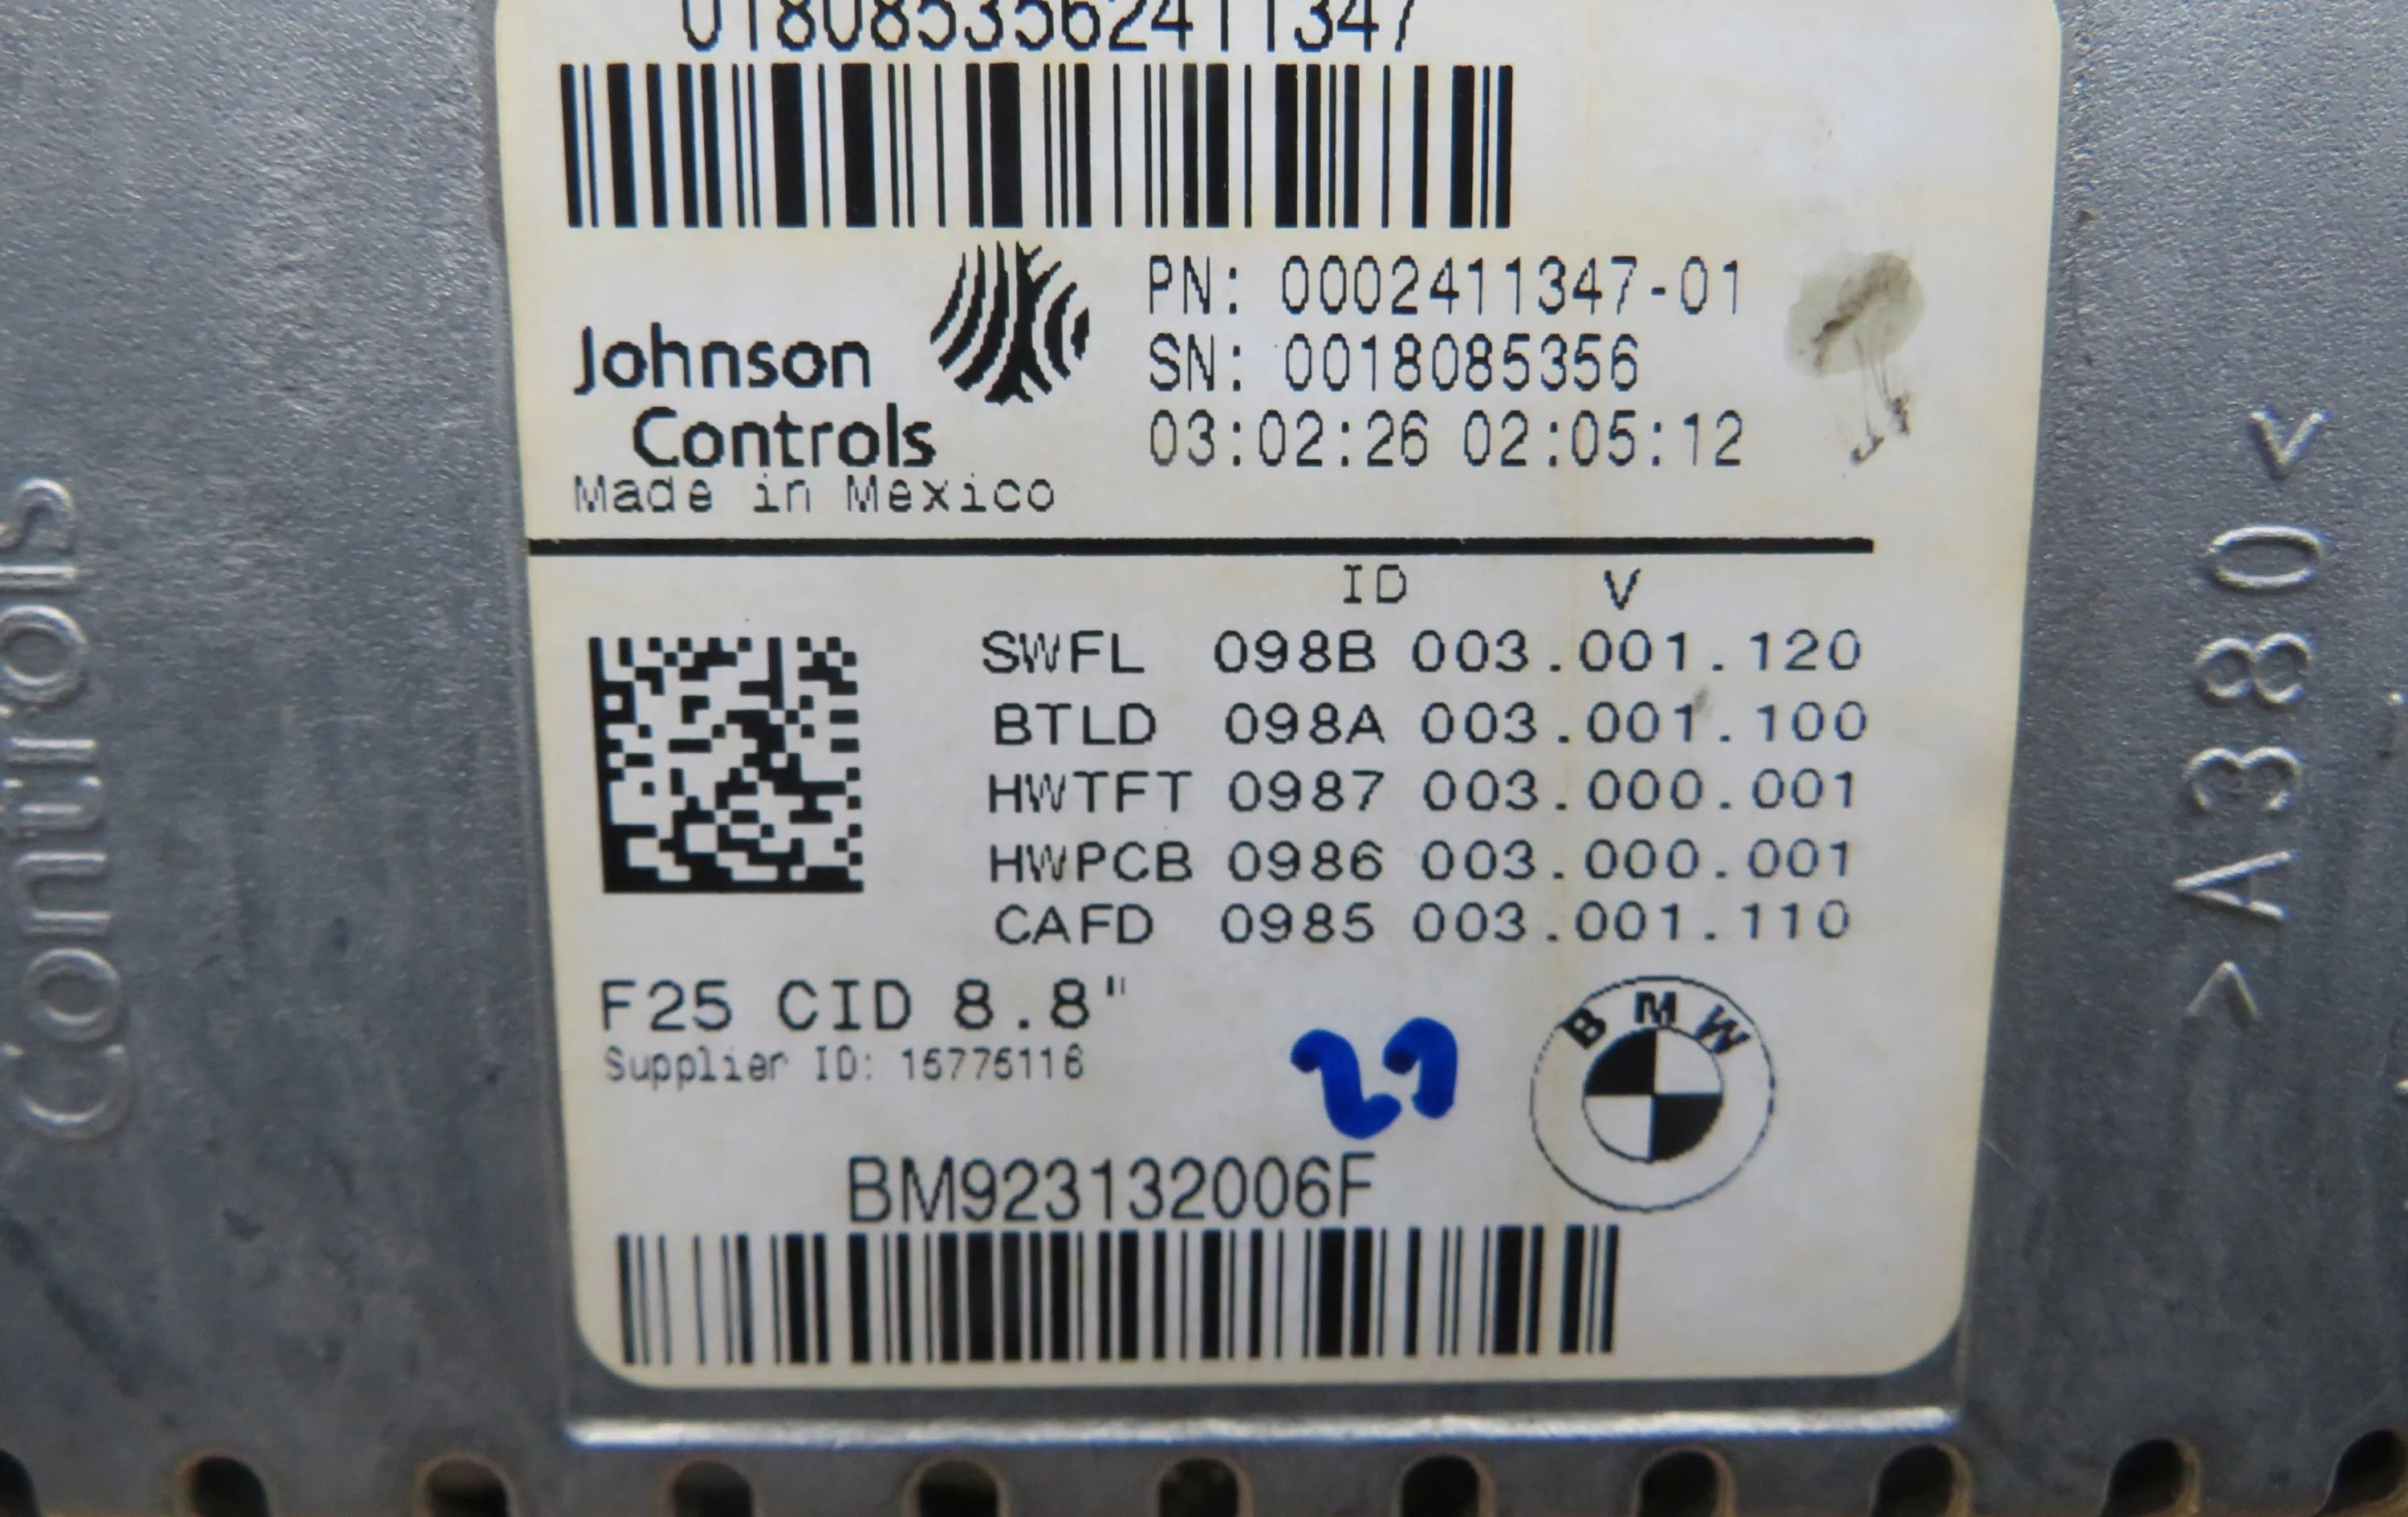 0180853562411347
Johnson
Controls
Made in Mexico
PN: 0002411347-01
SN: 0018085356
03:02:26 02:05:12
ID V
SWFL 098B 003.001.120
BTLD 098A 003.001.100
HWTFT 0987 003.000.001
HWPCB 0986 003.000.001
CAFD 0985 003.001.110
F25 CID 8.8"
Supplier ID: 15775116
BMW
BM923132006F
Controls
>A380<